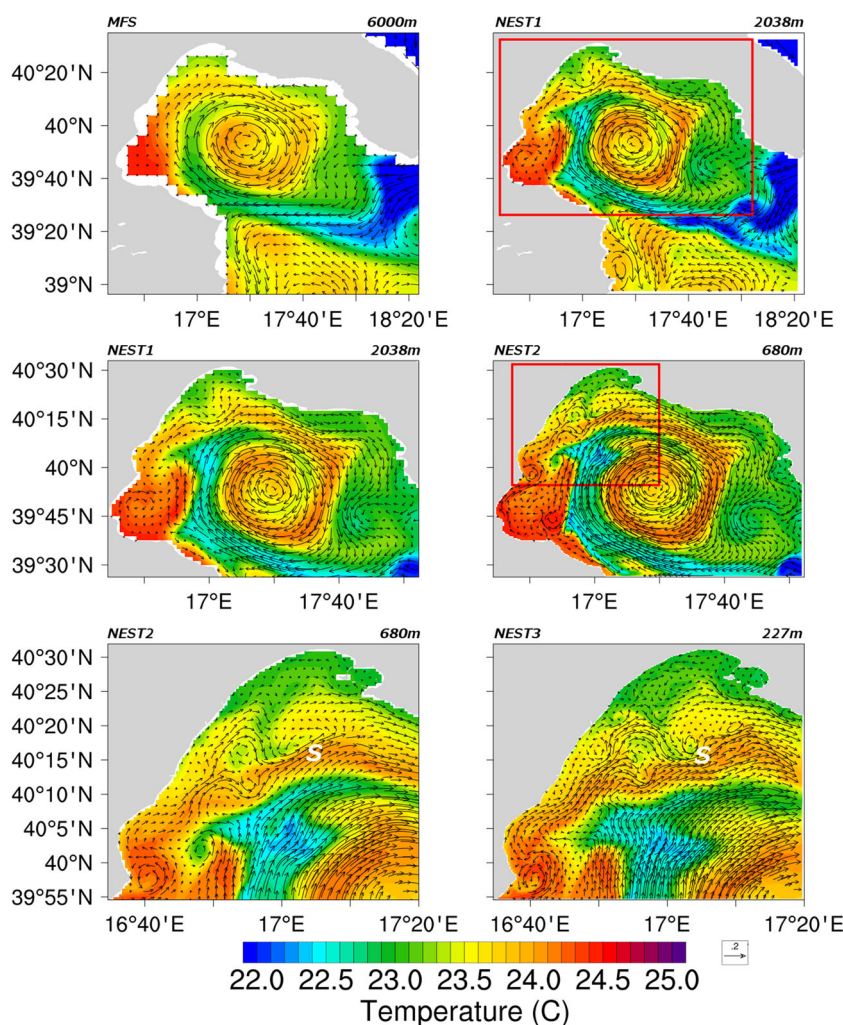 MFS 6000m
NEST1 2038m
40°20'N
40°N
39°40'N
39°20'N
39°N
17°E 17°40'E 18°20'E
17°E 17°40'E 18°20'E
NEST1 2038m
NEST2 680m
40°30'N
40°15'N
40°N
39°45'N
39°30'N
17°E 17°40'E
17°E 17°40'E
NEST2 680m
NEST3 227m
40°30'N
40°25'N
40°20'N
40°15'N
40°10'N
40°5'N
40°N
39°55'N
S
S
16°40'E 17°E 17°20'E
16°40'E 17°E 17°20'E
.2
22.0 22.5 23.0 23.5 24.0 24.5 25.0
Temperature (C)